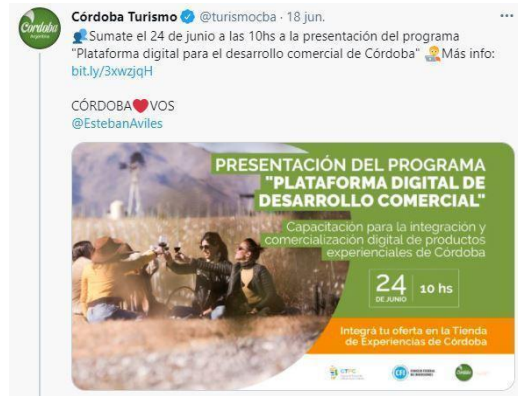 Córdoba Turismo @turismocba · 18 jun.
Sumate el 24 de junio a las 10hs a la presentación del programa
"Plataforma digital para el desarrollo comercial de Córdoba" Más info:
bit.ly/3xwzjqH
CÓRDOBA❤VOS
@EstebanAviles
PRESENTACIÓN DEL PROGRAMA
"PLATAFORMA DIGITAL DE
DESARROLLO COMERCIAL"
Capacitación para la integración y
comercialización digital de productos
experienciales de Córdoba
24
DE JUNIO
10 hs
Integrá tu oferta en la Tienda
de Experiencias de Córdoba
CTPC
CFI
Córdoba